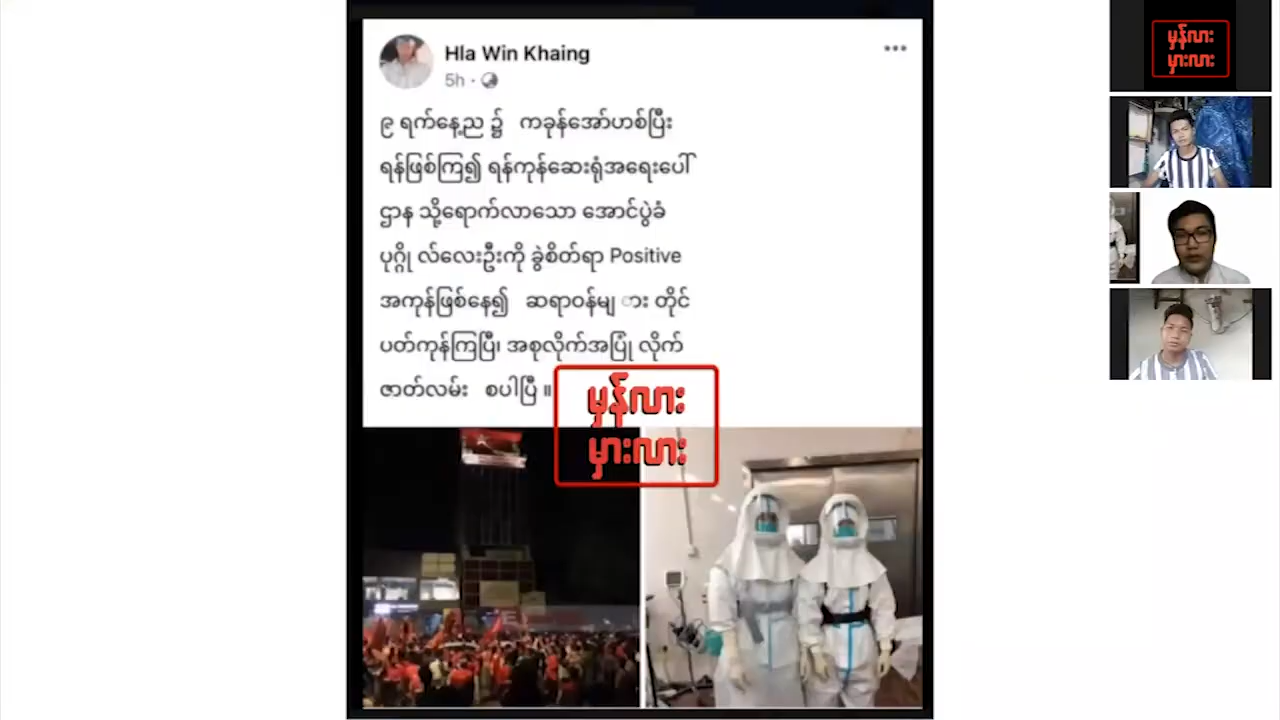 Hla Win Khaing
5h ·
၉ ရက်နေ့ည ၌ ကခုန်အော်ဟစ်ပြီး
ရန်ဖြစ်ကြ၍ ရန်ကုန်ဆေးရုံအရေးပေါ်
ဌာန သို့ရောက်လာသော အောင်ပွဲခံ
ပုဂ္ဂို လ်လေးဦးကို ခွဲစိတ်ရာ Positive
အကုန်ဖြစ်နေ၍ ဆရာဝန်မျ ား တိုင်
ပတ်ကုန်ကြပြီ၊ အစုလိုက်အပြုံ လိုက်
ဇာတ်လမ်း စပါပြီ ။
မှန်လား
မှားလား
မှန်လား
မှားလား